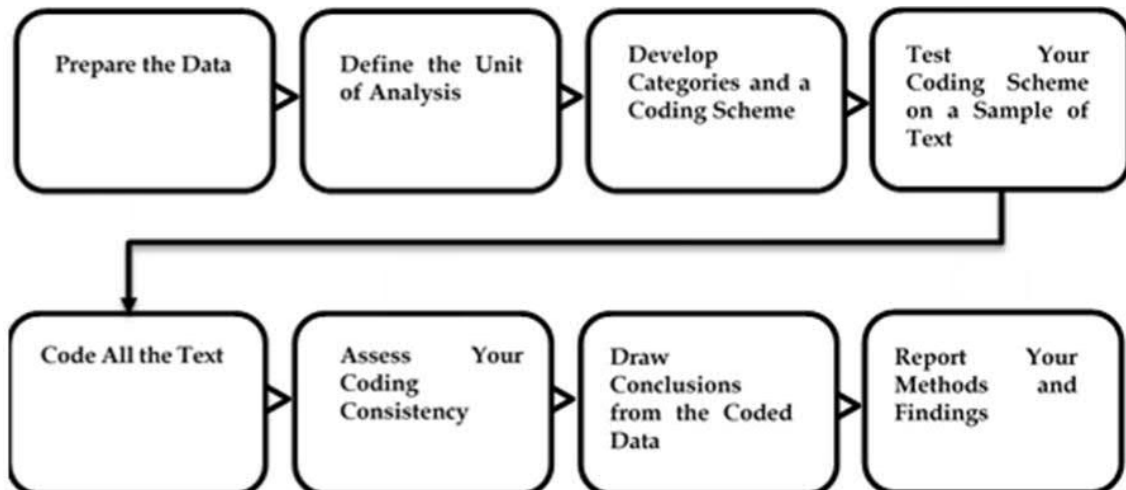 Prepare the Data
Define the Unit
of Analysis
Develop
Categories and a
Coding Scheme
Test Your
Coding Scheme
on a Sample of
Text
Code All the Text
Assess Your
Coding
Consistency
Draw
Conclusions
from the Coded
Data
Report Your
Methods and
Findings